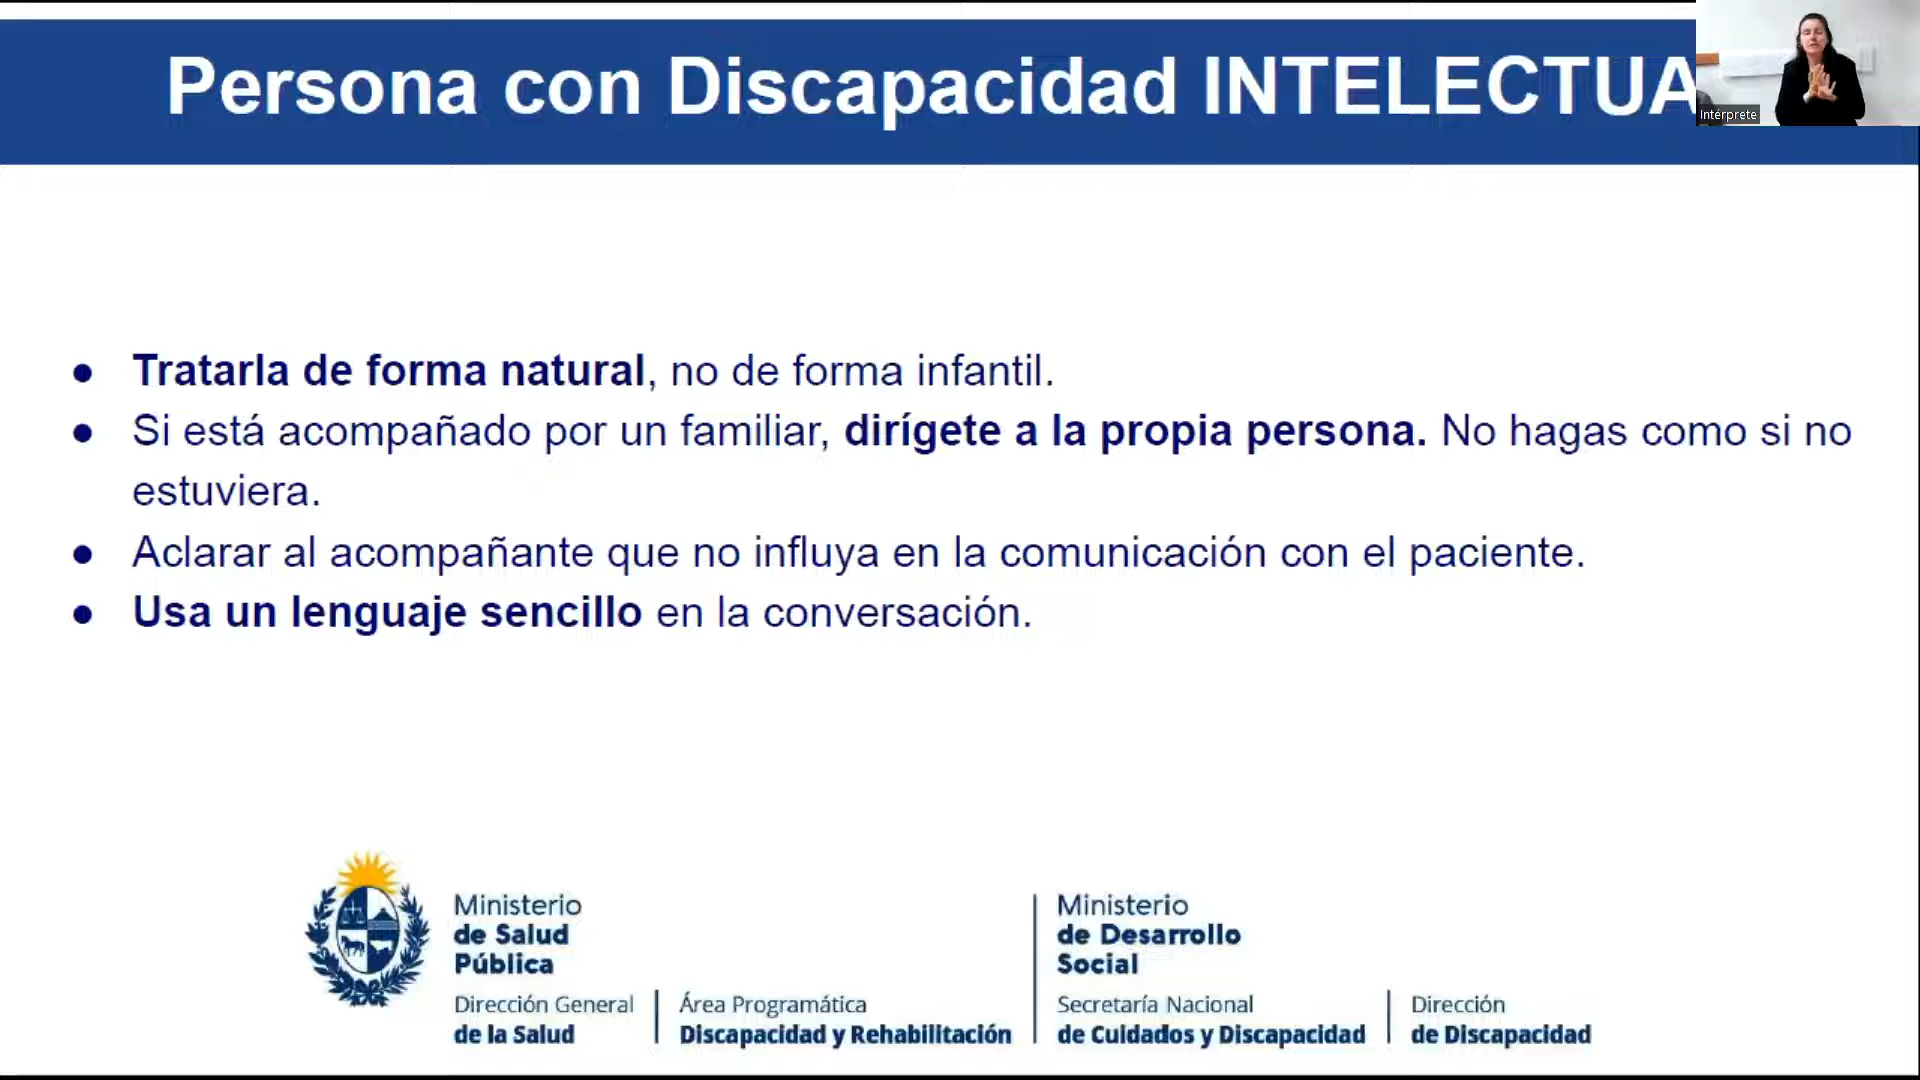 Persona con Discapacidad INTELECTUA
Intérprete
● Tratarla de forma natural, no de forma infantil.
● Si está acompañado por un familiar, dirígete a la propia persona. No hagas como si no
estuviera.
● Aclarar al acompañante que no influya en la comunicación con el paciente.
● Usa un lenguaje sencillo en la conversación.
Ministerio
de Salud
Pública
Dirección General
de la Salud
Área Programática
Discapacidad y Rehabilitación
Ministerio
de Desarrollo
Social
Secretaría Nacional
de Cuidados y Discapacidad
Dirección
de Discapacidad